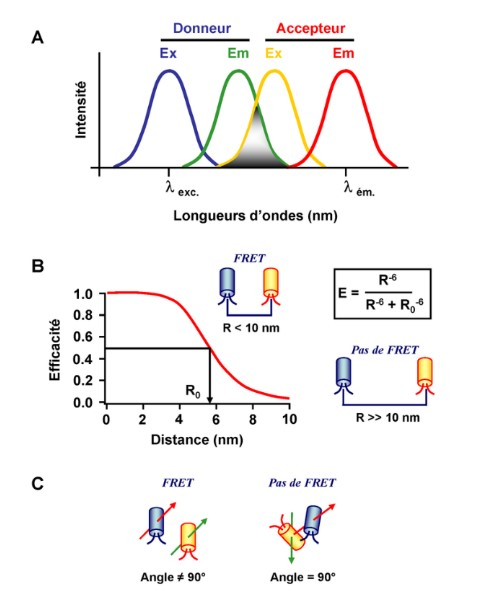 A
Donneur Accepteur
Ex Em Ex Em
Intensité
λ exc. λ ém.
Longueurs d'ondes (nm)
B
FRET
R < 10 nm
E = R-6 / R-6 + R0-6
Pas de FRET
R >> 10 nm
Efficacité
1.0
0.8
0.6
0.4
0.2
0.0
R0
0 2 4 6 8 10
Distance (nm)
C
FRET Pas de FRET
Angle ≠ 90° Angle = 90°